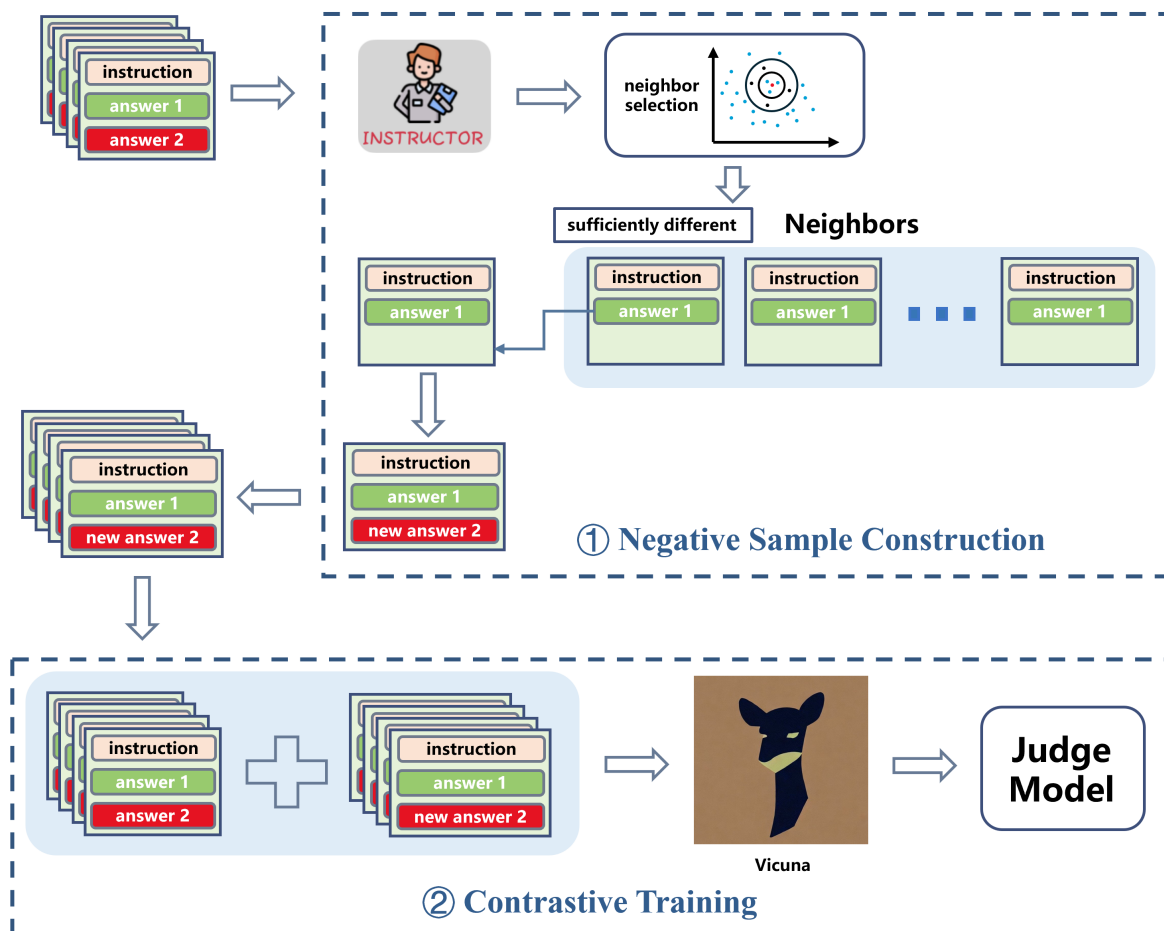 instruction
answer 1
answer 2
INSTRUCTOR
neighbor
selection
sufficiently different
Neighbors
instruction
answer 1
instruction
answer 1
instruction
answer 1
instruction
answer 1
instruction
answer 1
new answer 2
instruction
answer 1
new answer 2
① Negative Sample Construction
instruction
answer 1
answer 2
instruction
answer 1
new answer 2
Vicuna
Judge
Model
② Contrastive Training